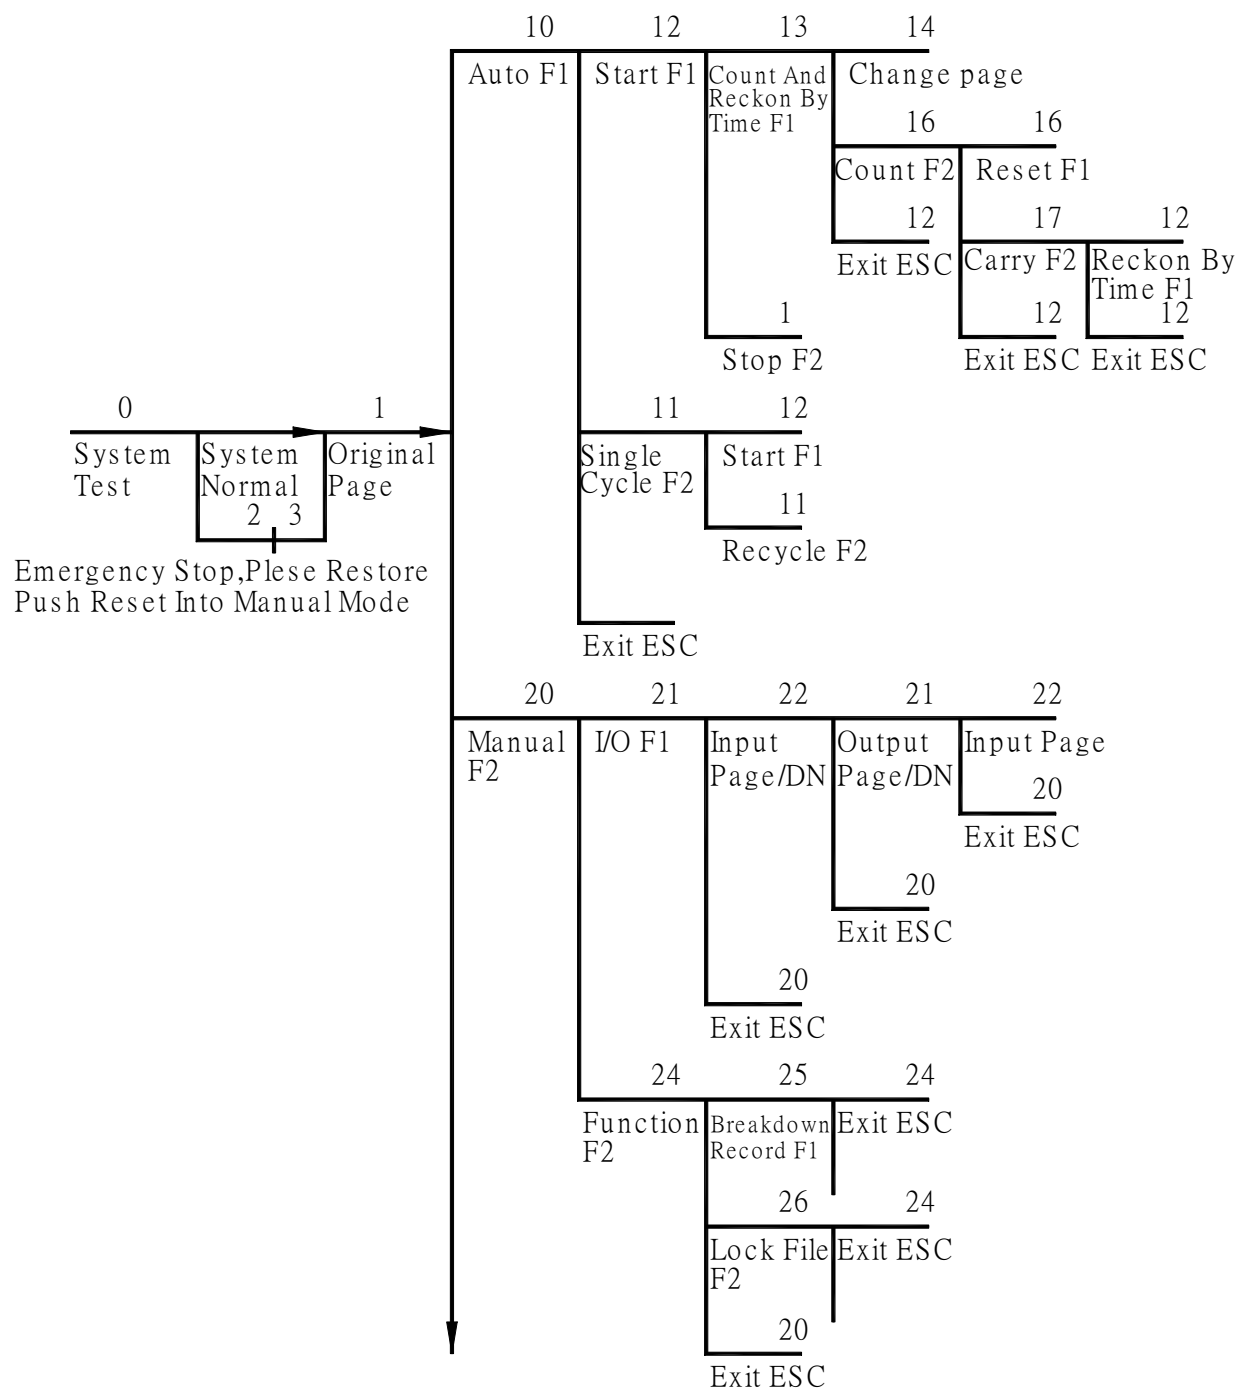 10 12 13 14
Auto F1 Start F1 Count And Change page
Reckon By
Time F1
16 16
Count F2 Reset F1
12 17 12
Exit ESC Carry F2 Reckon By
Time F1
1 12 12
Stop F2 Exit ESC Exit ESC
0 1 11 12
System System Original Single Start F1
Test Normal Page Cycle F2
2 3 11
Recycle F2
Emergency Stop,Plese Restore
Push Reset Into Manual Mode
Exit ESC
20 21 22 21 22
Manual I/O F1 Input Output Input Page
F2 Page/DN Page/DN
20
Exit ESC
20
Exit ESC
20
Exit ESC
24 25 24
Function Breakdown Exit ESC
F2 Record F1
26 24
Lock File Exit ESC
F2
20
Exit ESC